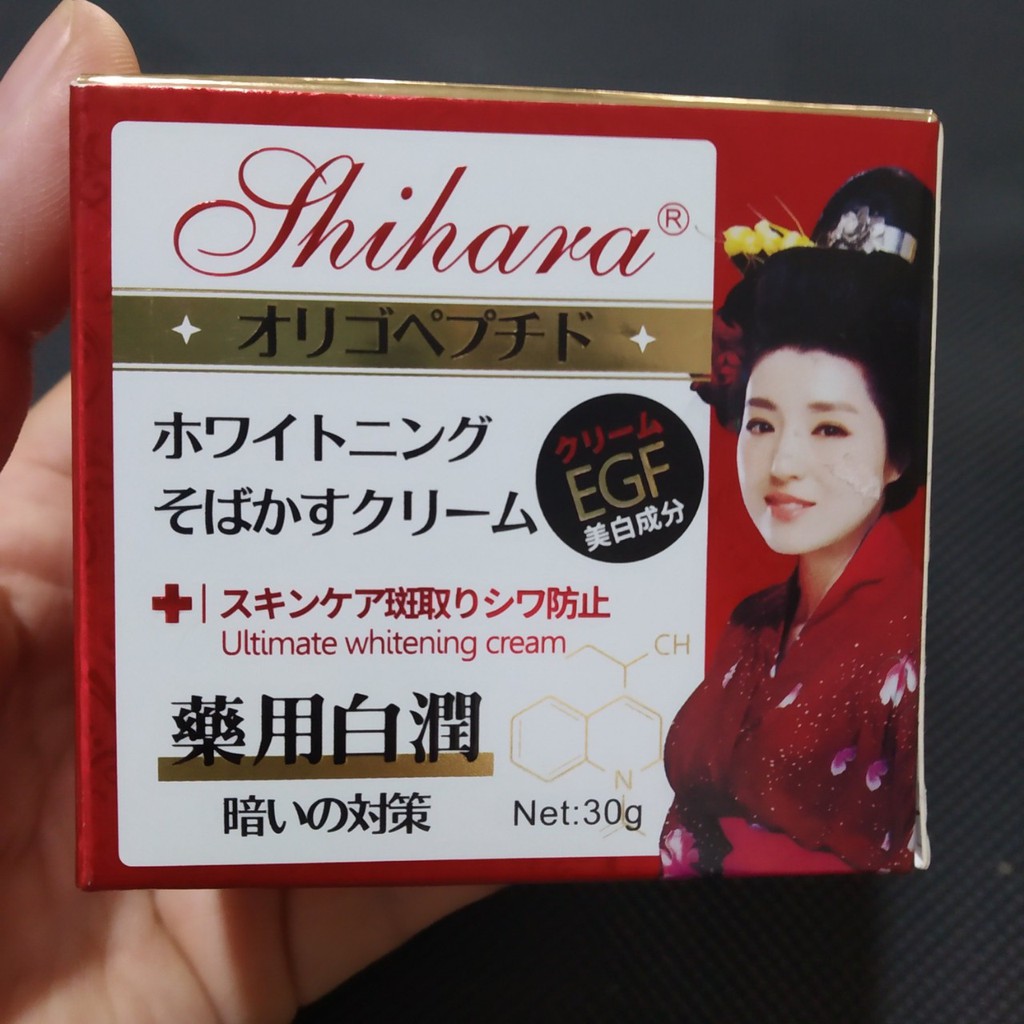 Shihara®
オリゴペプチド
ホワイトニング
そばかすクリーム
クリーム
EGF
美白成分
スキンケア斑取りシワ防止
Ultimate whitening cream
CH
藥用白潤
N
暗いの対策
Net:30g